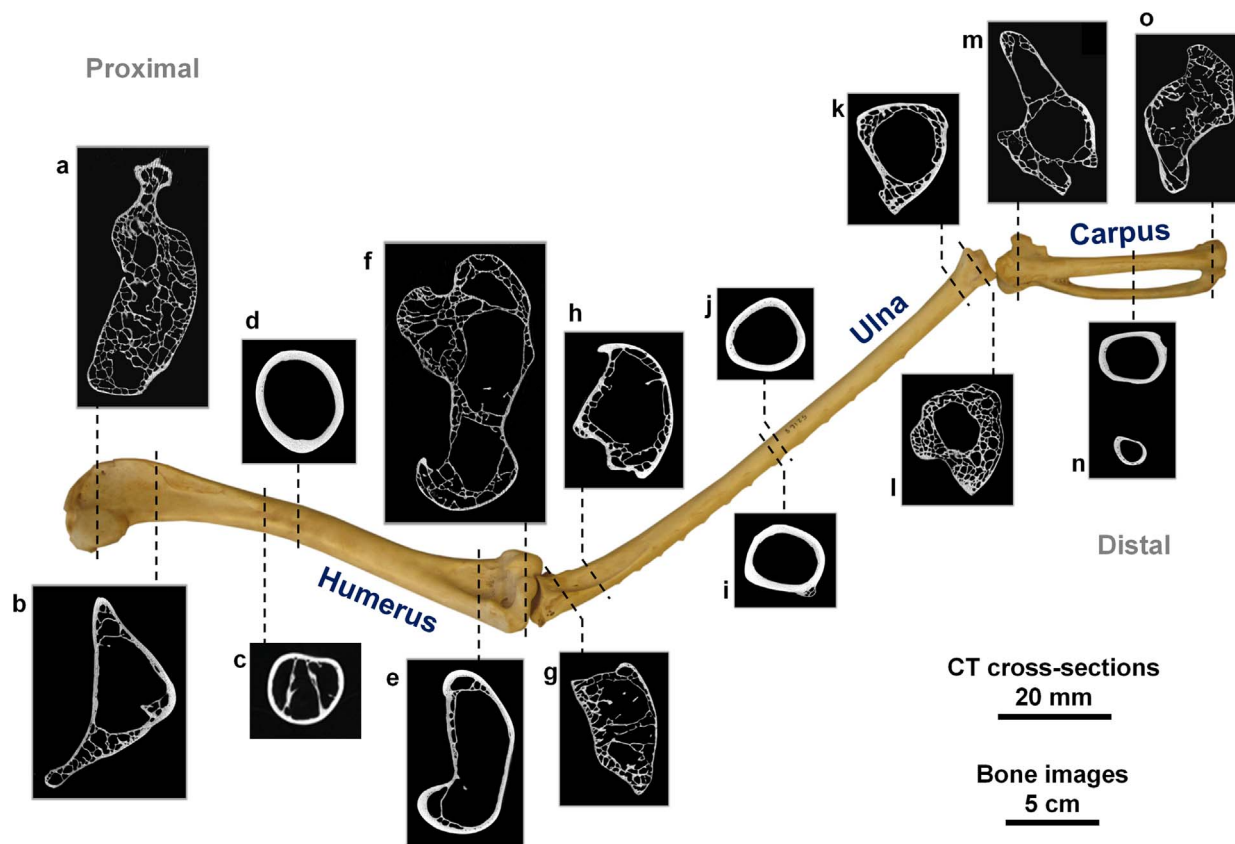 Proximal
a
b
c
d
e
f
g
h
i
j
k
l
m
n
o
Humerus
Ulna
Carpus
Distal
CT cross-sections
20 mm
Bone images
5 cm